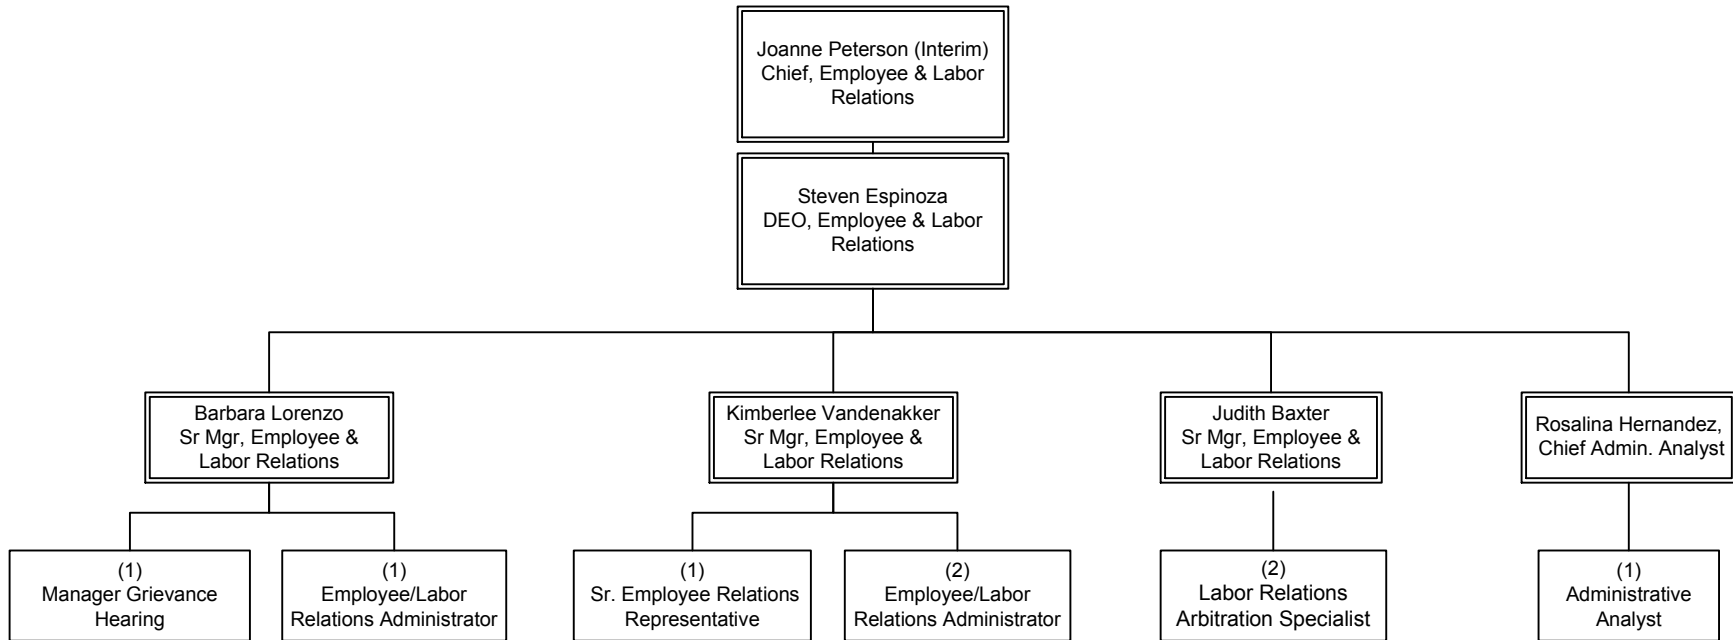 Joanne Peterson (Interim)
Chief, Employee & Labor
Relations
Steven Espinoza
DEO, Employee & Labor
Relations
Barbara Lorenzo
Sr Mgr, Employee &
Labor Relations
Kimberlee Vandenakker
Sr Mgr, Employee &
Labor Relations
Judith Baxter
Sr Mgr, Employee &
Labor Relations
Rosalina Hernandez,
Chief Admin. Analyst
(1)
Manager Grievance
Hearing
(1)
Employee/Labor
Relations Administrator
(1)
Sr. Employee Relations
Representative
(2)
Employee/Labor
Relations Administrator
(2)
Labor Relations
Arbitration Specialist
(1)
Administrative
Analyst